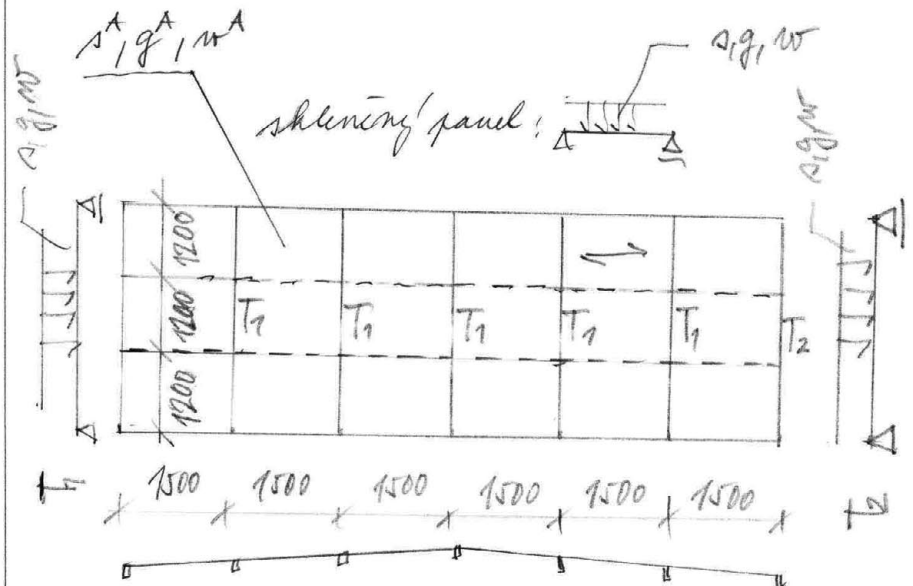 s^A, g^A, w^A
s, g, w
s, g, w
skleněný panel:
s, g, w
1200
1200
1200
T1 T1 T1 T1 T1 T2
T1 1500 1500 1500 1500 1500 1500 T2